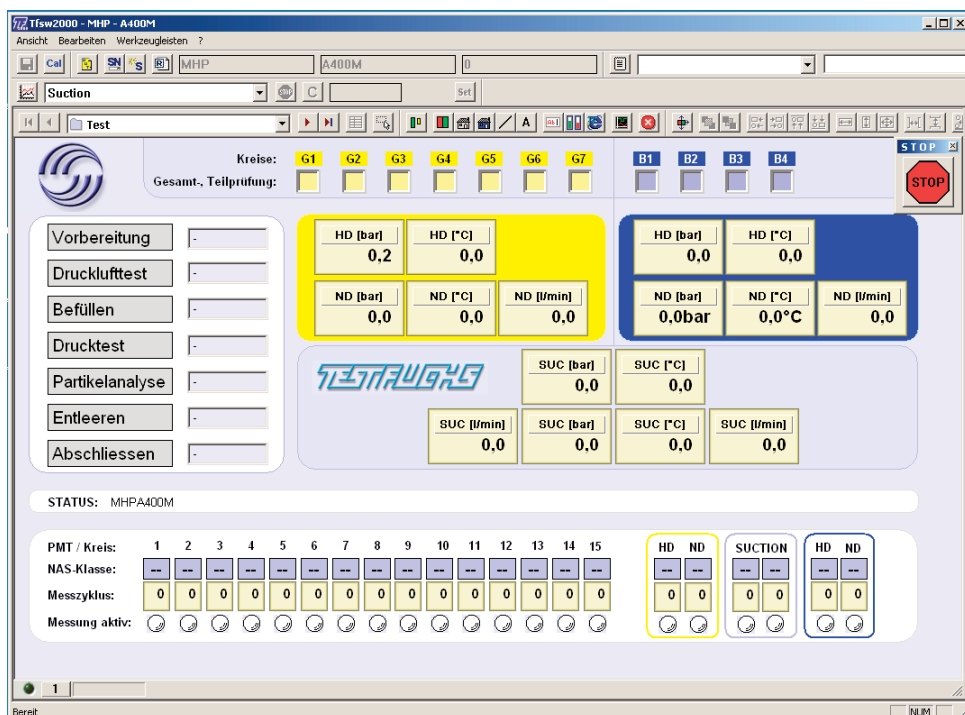 Tfsw2000 - MHP - A400M
Ansicht Bearbeiten Werkzeugleisten ?
Cal SN S R MHP A400M 0
Suction STOP C Set
Test A
STOP
Kreise: G1 G2 G3 G4 G5 G6 G7 B1 B2 B3 B4
Gesamt-, Teilprüfung:
STOP
Vorbereitung -
Drucklufttest -
Befüllen -
Drucktest -
Partikelanalyse -
Entleeren -
Abschliessen -
HD [bar] HD [°C]
0,2 0,0
ND [bar] ND [°C] ND [l/min]
0,0 0,0 0,0
HD [bar] HD [°C]
0,0 0,0
ND [bar] ND [°C] ND [l/min]
0,0bar 0,0°C 0,0
TESTFUCHS
SUC [bar] SUC [°C]
0,0 0,0
SUC [l/min] SUC [bar] SUC [°C] SUC [l/min]
0,0 0,0 0,0 0,0
STATUS: MHPA400M
PMT / Kreis: 1 2 3 4 5 6 7 8 9 10 11 12 13 14 15 HD ND SUCTION HD ND
NAS-Klasse: -- -- -- -- -- -- -- -- -- -- -- -- -- -- -- -- -- -- -- -- --
Messzyklus: 0 0 0 0 0 0 0 0 0 0 0 0 0 0 0 0 0 0 0 0 0
Messung aktiv:
1
Bereit NUM